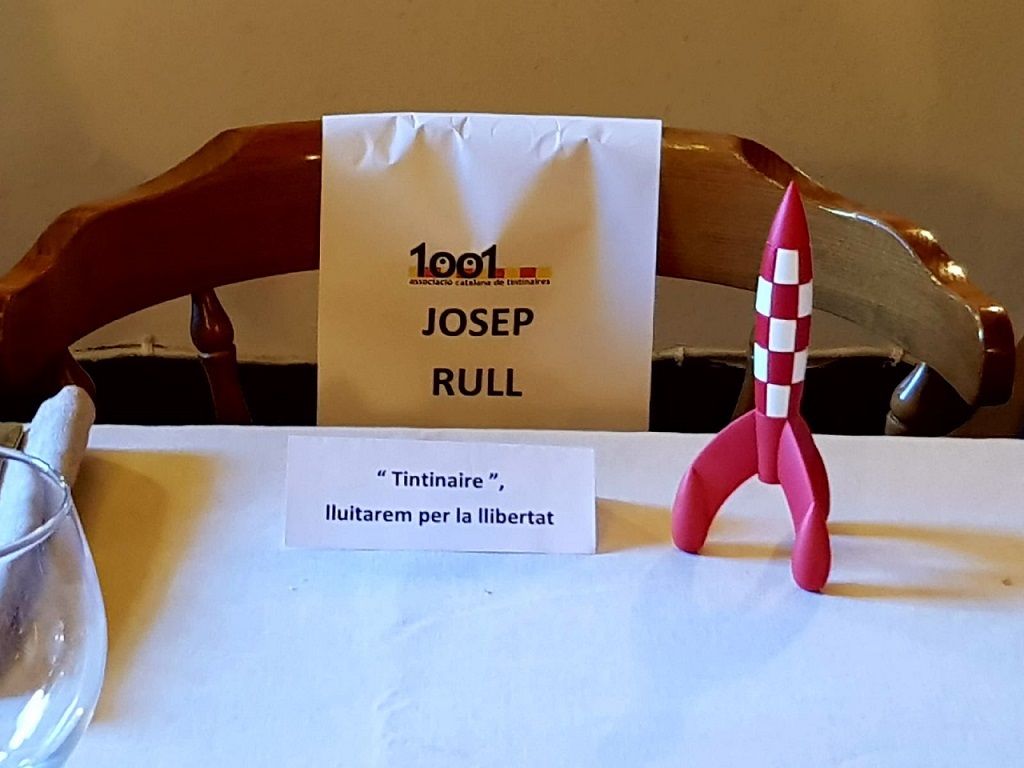 1001
associació catalana de tintinaires
JOSEP
RULL
“ Tintinaire ”,
lluitarem per la llibertat